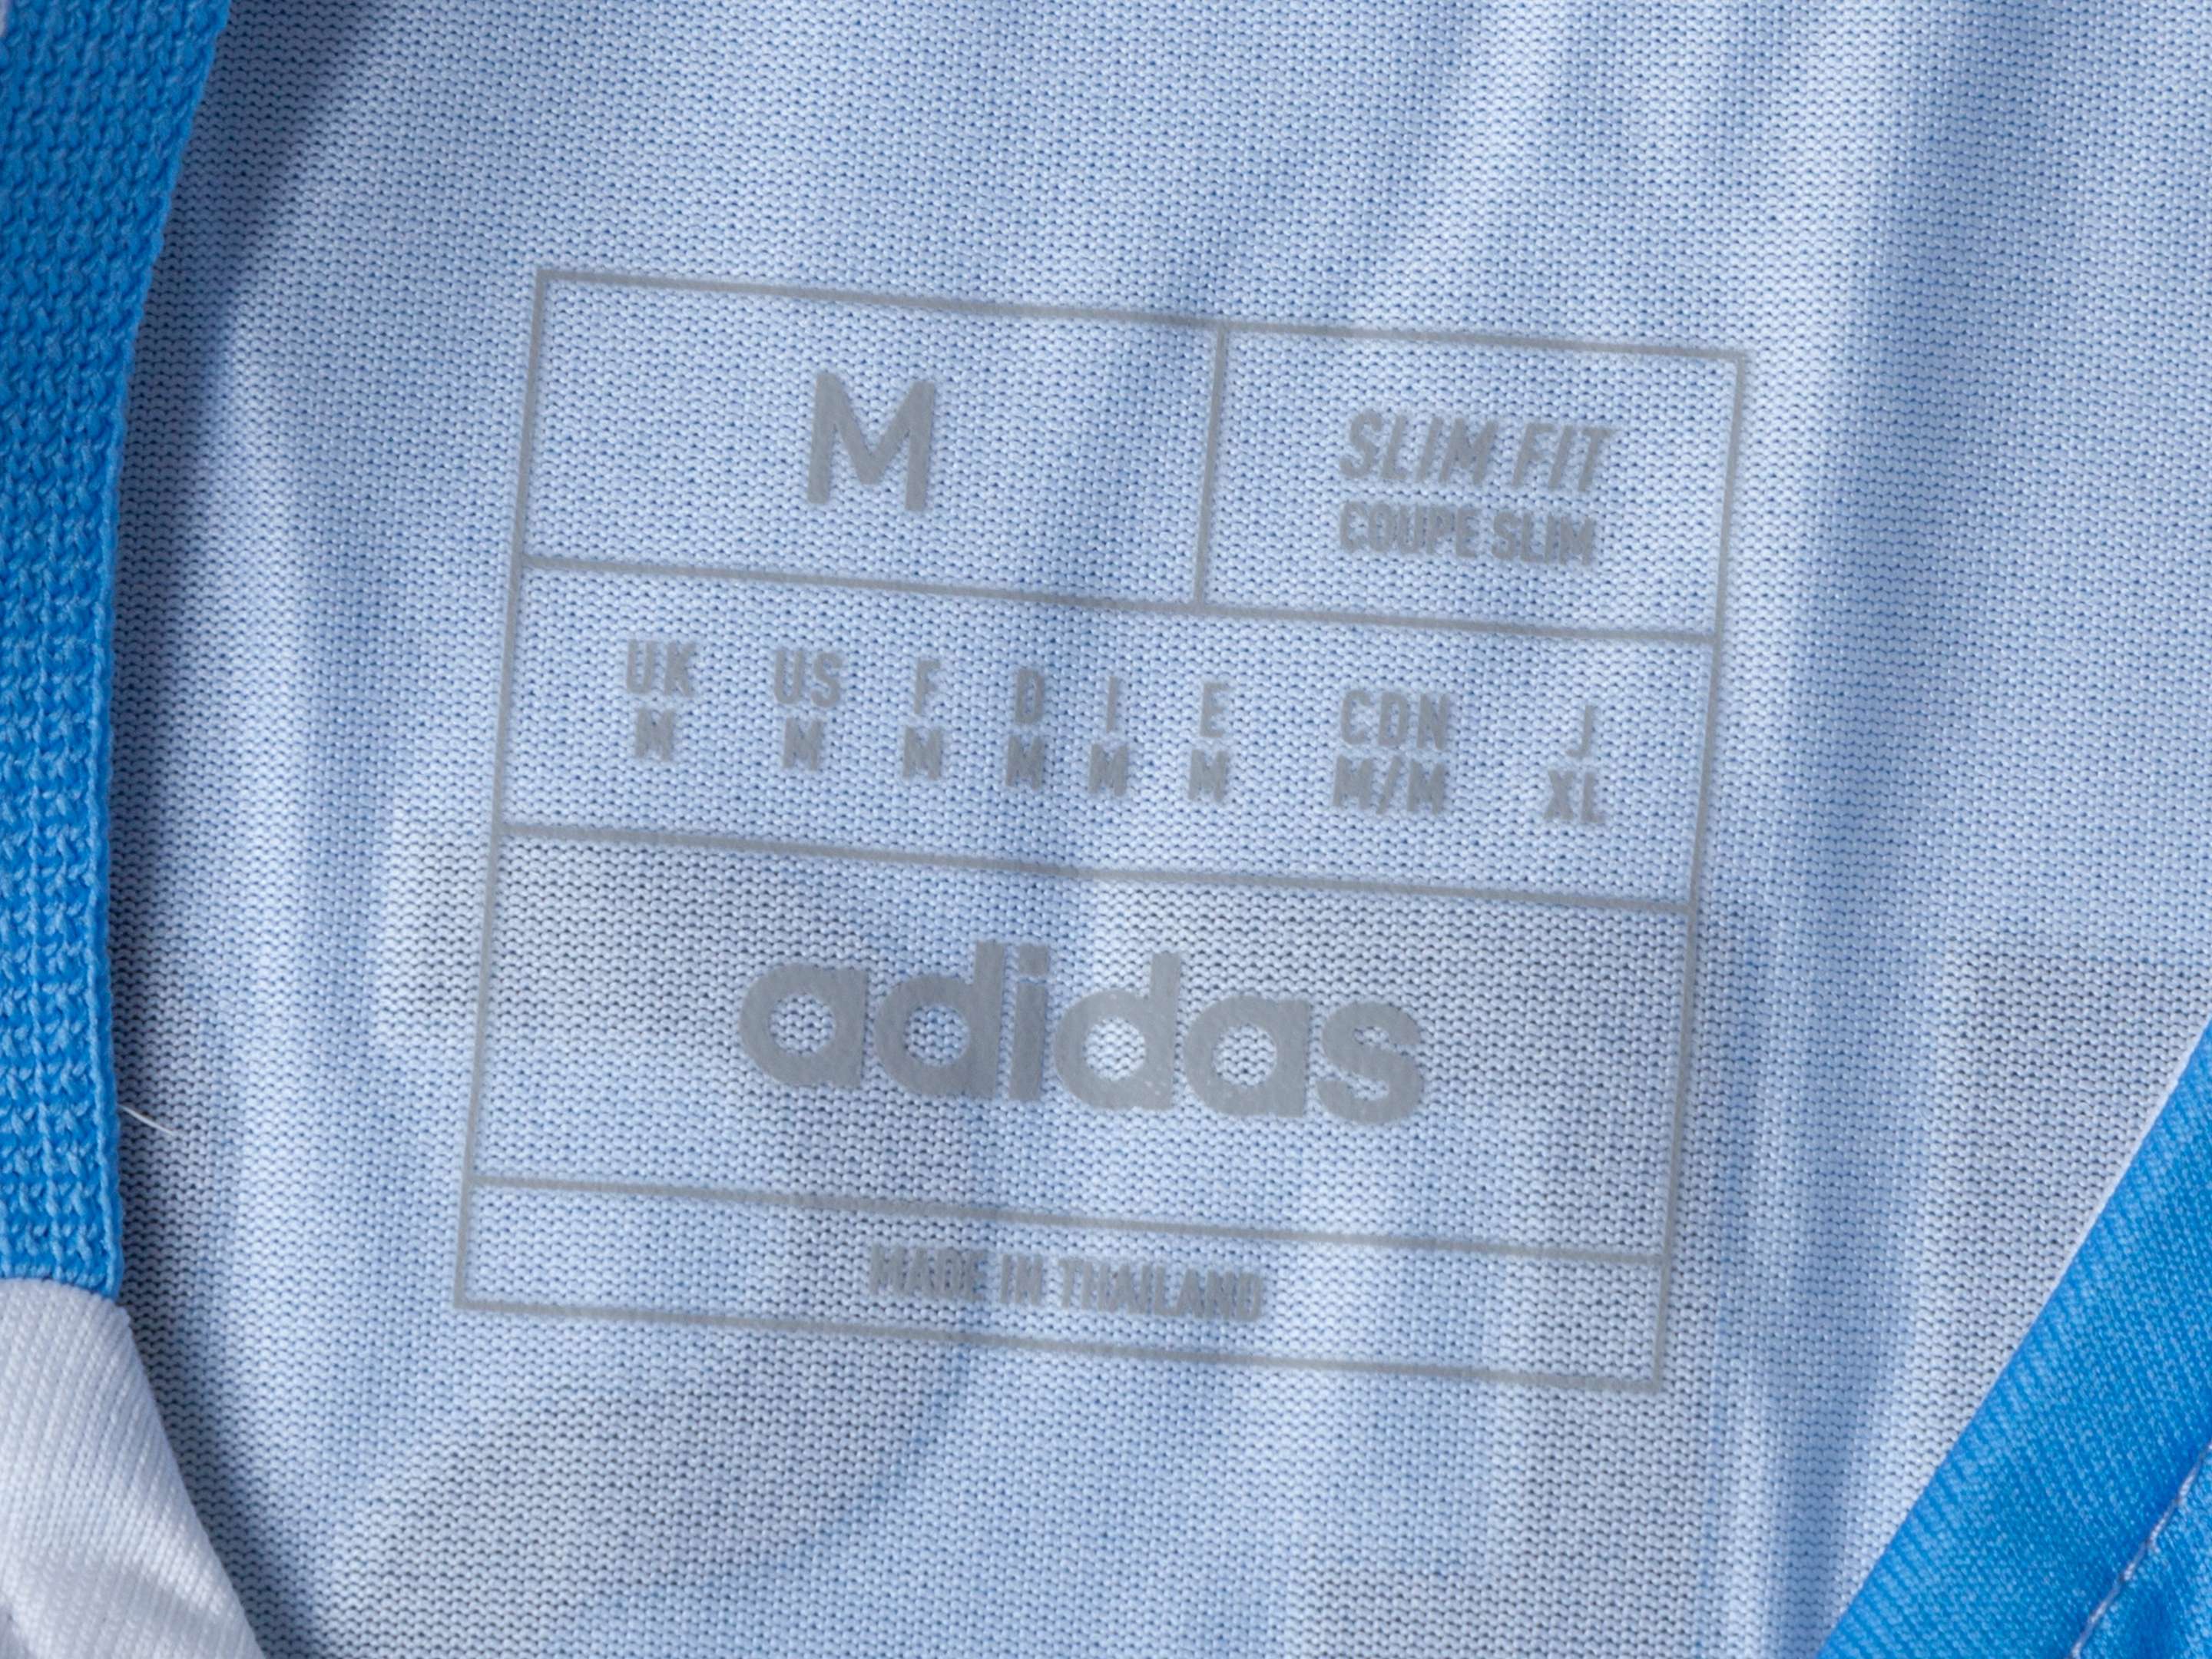 M
SLIM FIT
COUPE SLIM
UK US F D I E CDN J
M M M M M M M/M XL
adidas
MADE IN THAILAND